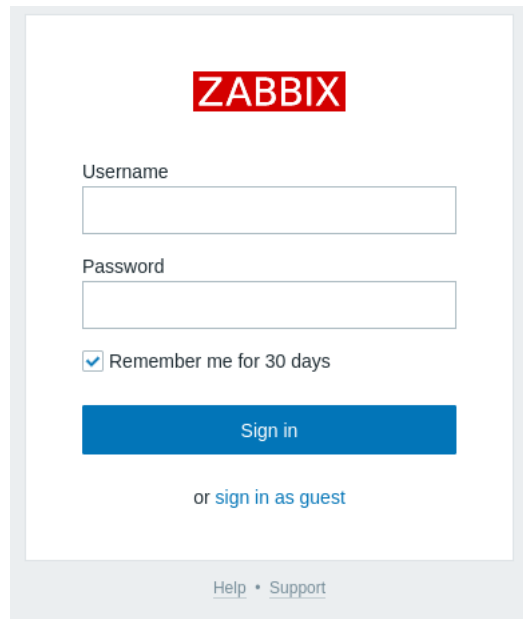 ZABBIX
Username
Password
Remember me for 30 days
Sign in
or sign in as guest
Help • Support